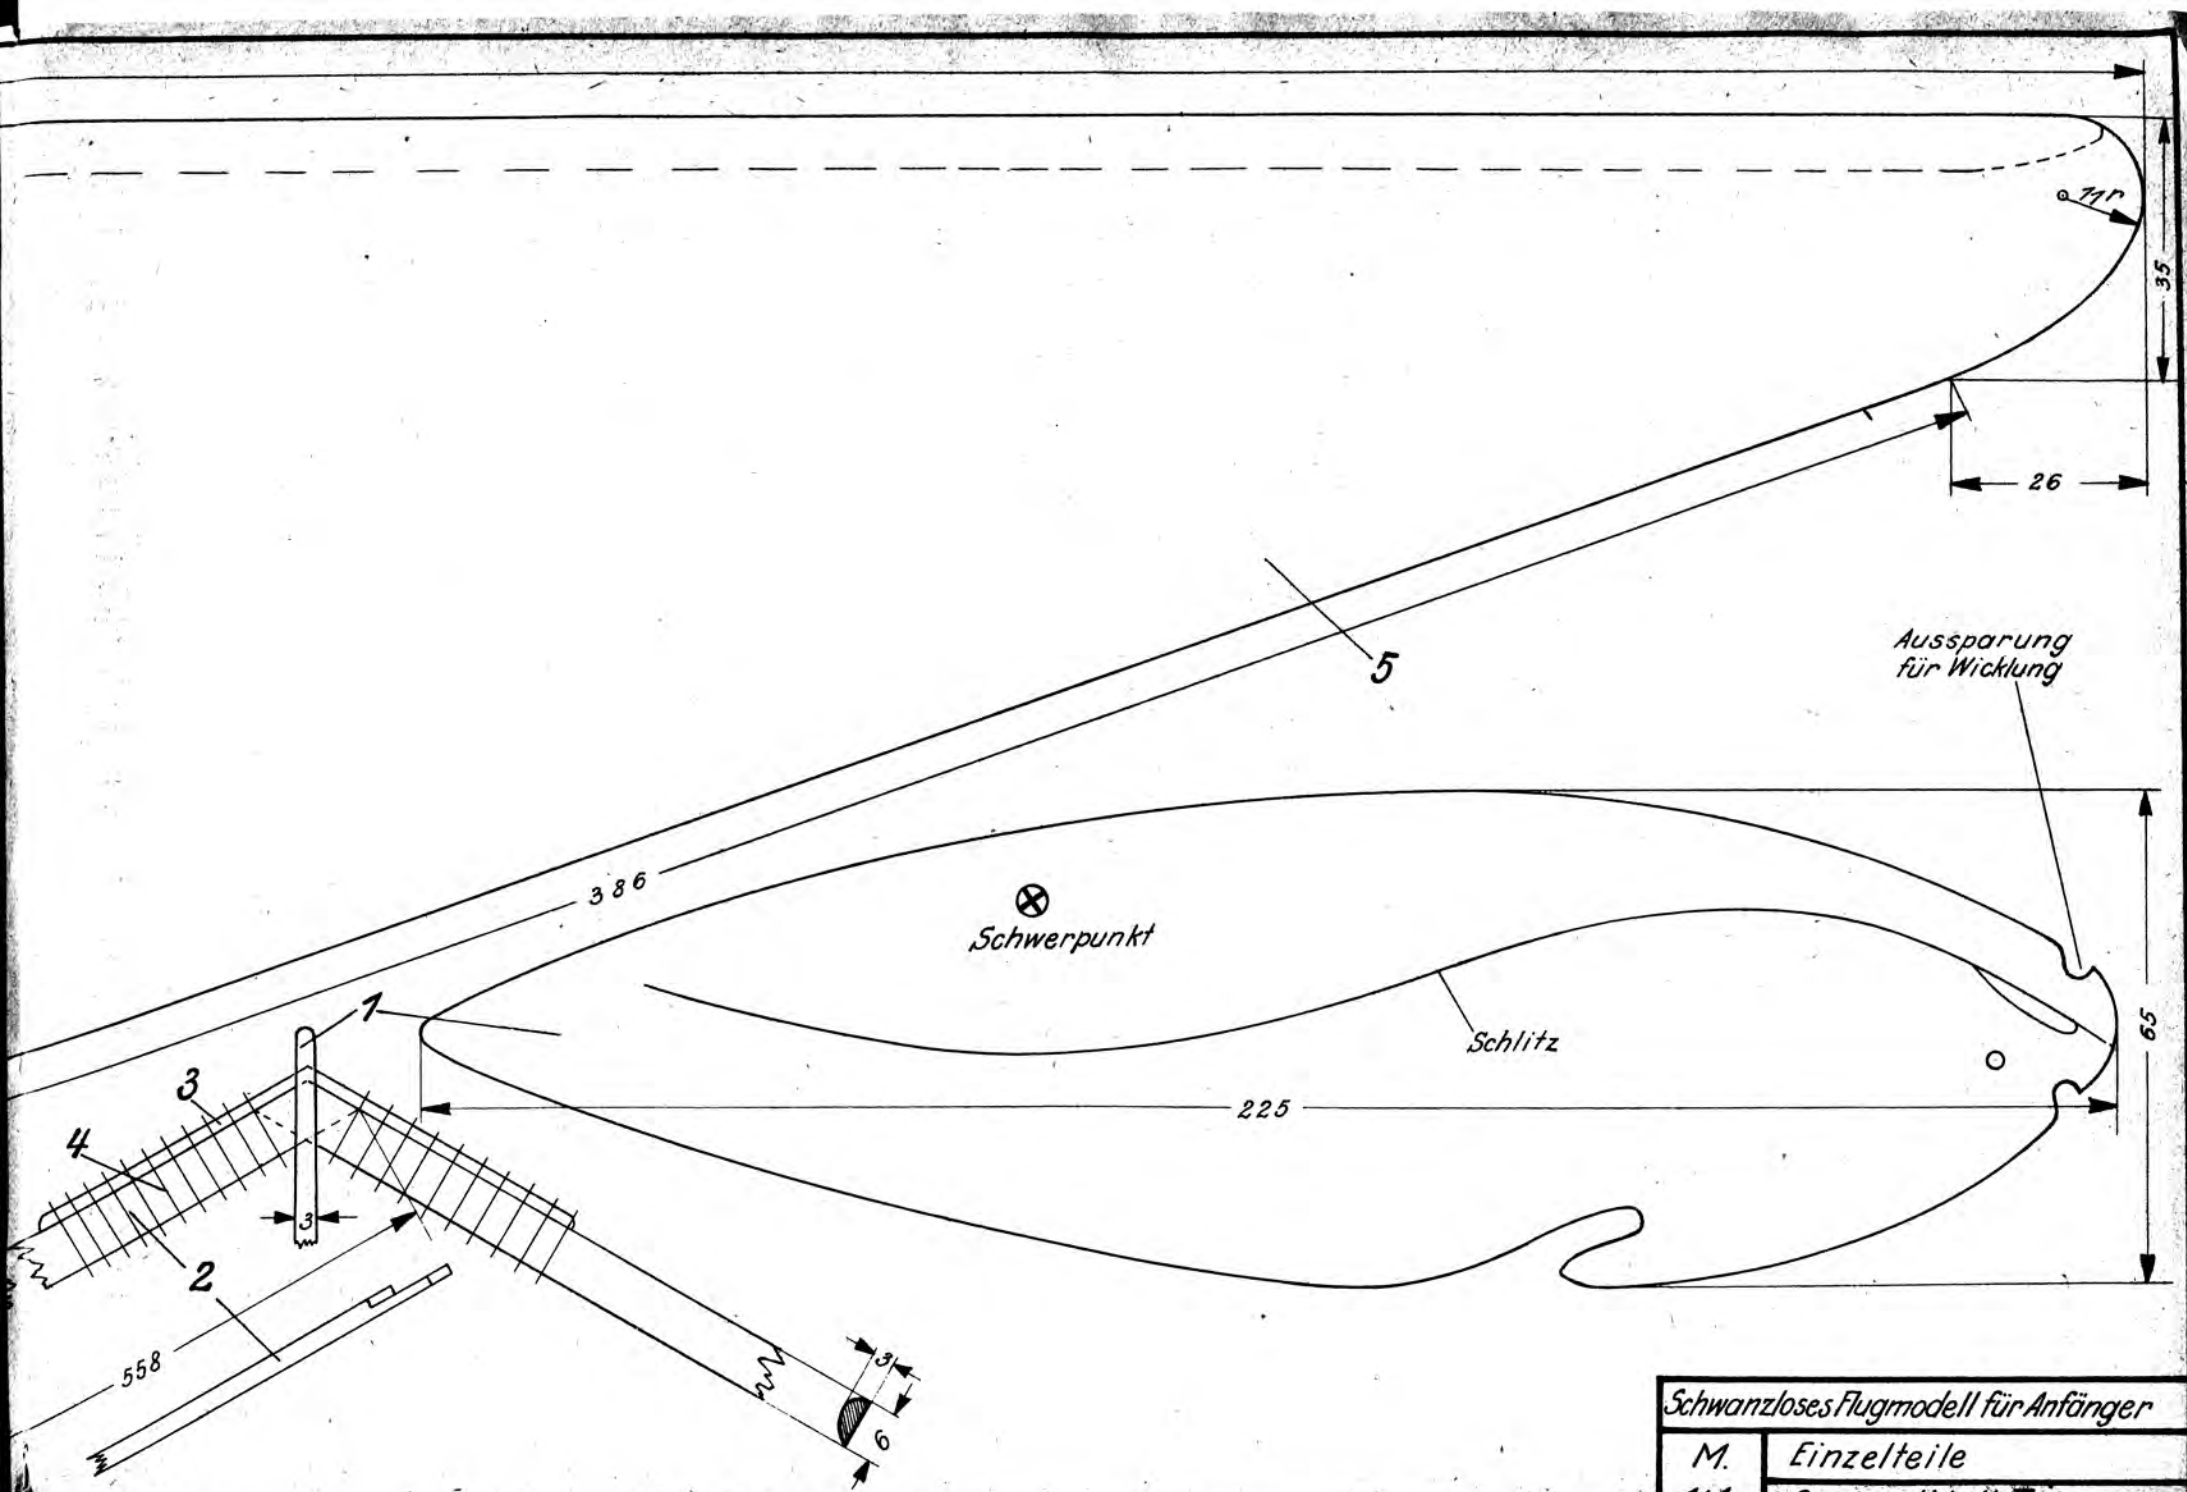 11r
35
26
5
Aussparung
für Wicklung
386
Schwerpunkt
1
Schlitz
65
3
225
4
3
2
558
3
6
Schwanzloses Flugmodell für Anfänger
M.
Einzelteile